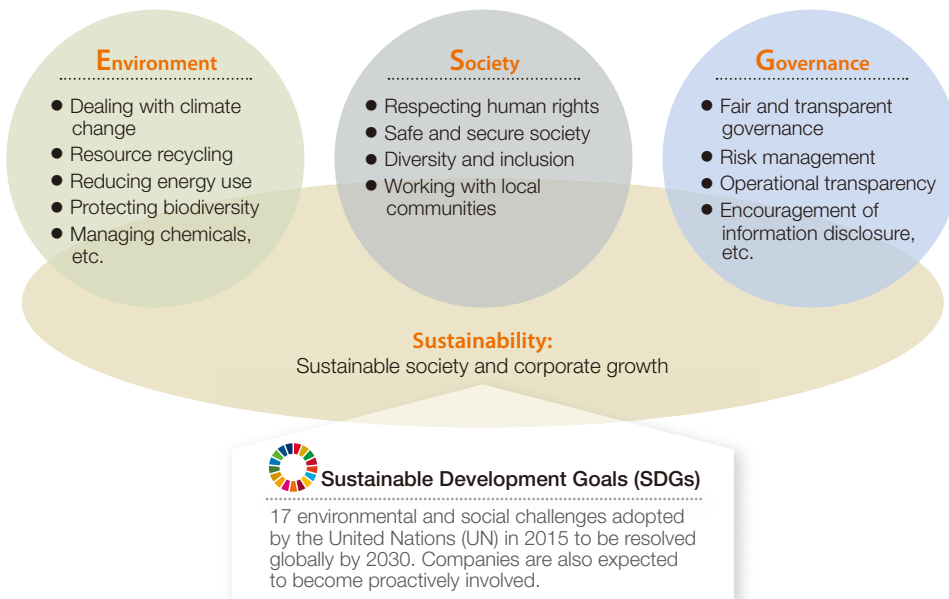 Environment
● Dealing with climate
change
● Resource recycling
● Reducing energy use
● Protecting biodiversity
● Managing chemicals,
etc.
Society
● Respecting human rights
● Safe and secure society
● Diversity and inclusion
● Working with local
communities
Governance
● Fair and transparent
governance
● Risk management
● Operational transparency
● Encouragement of
information disclosure,
etc.
Sustainability:
Sustainable society and corporate growth
Sustainable Development Goals (SDGs)
17 environmental and social challenges adopted
by the United Nations (UN) in 2015 to be resolved
globally by 2030. Companies are also expected
to become proactively involved.